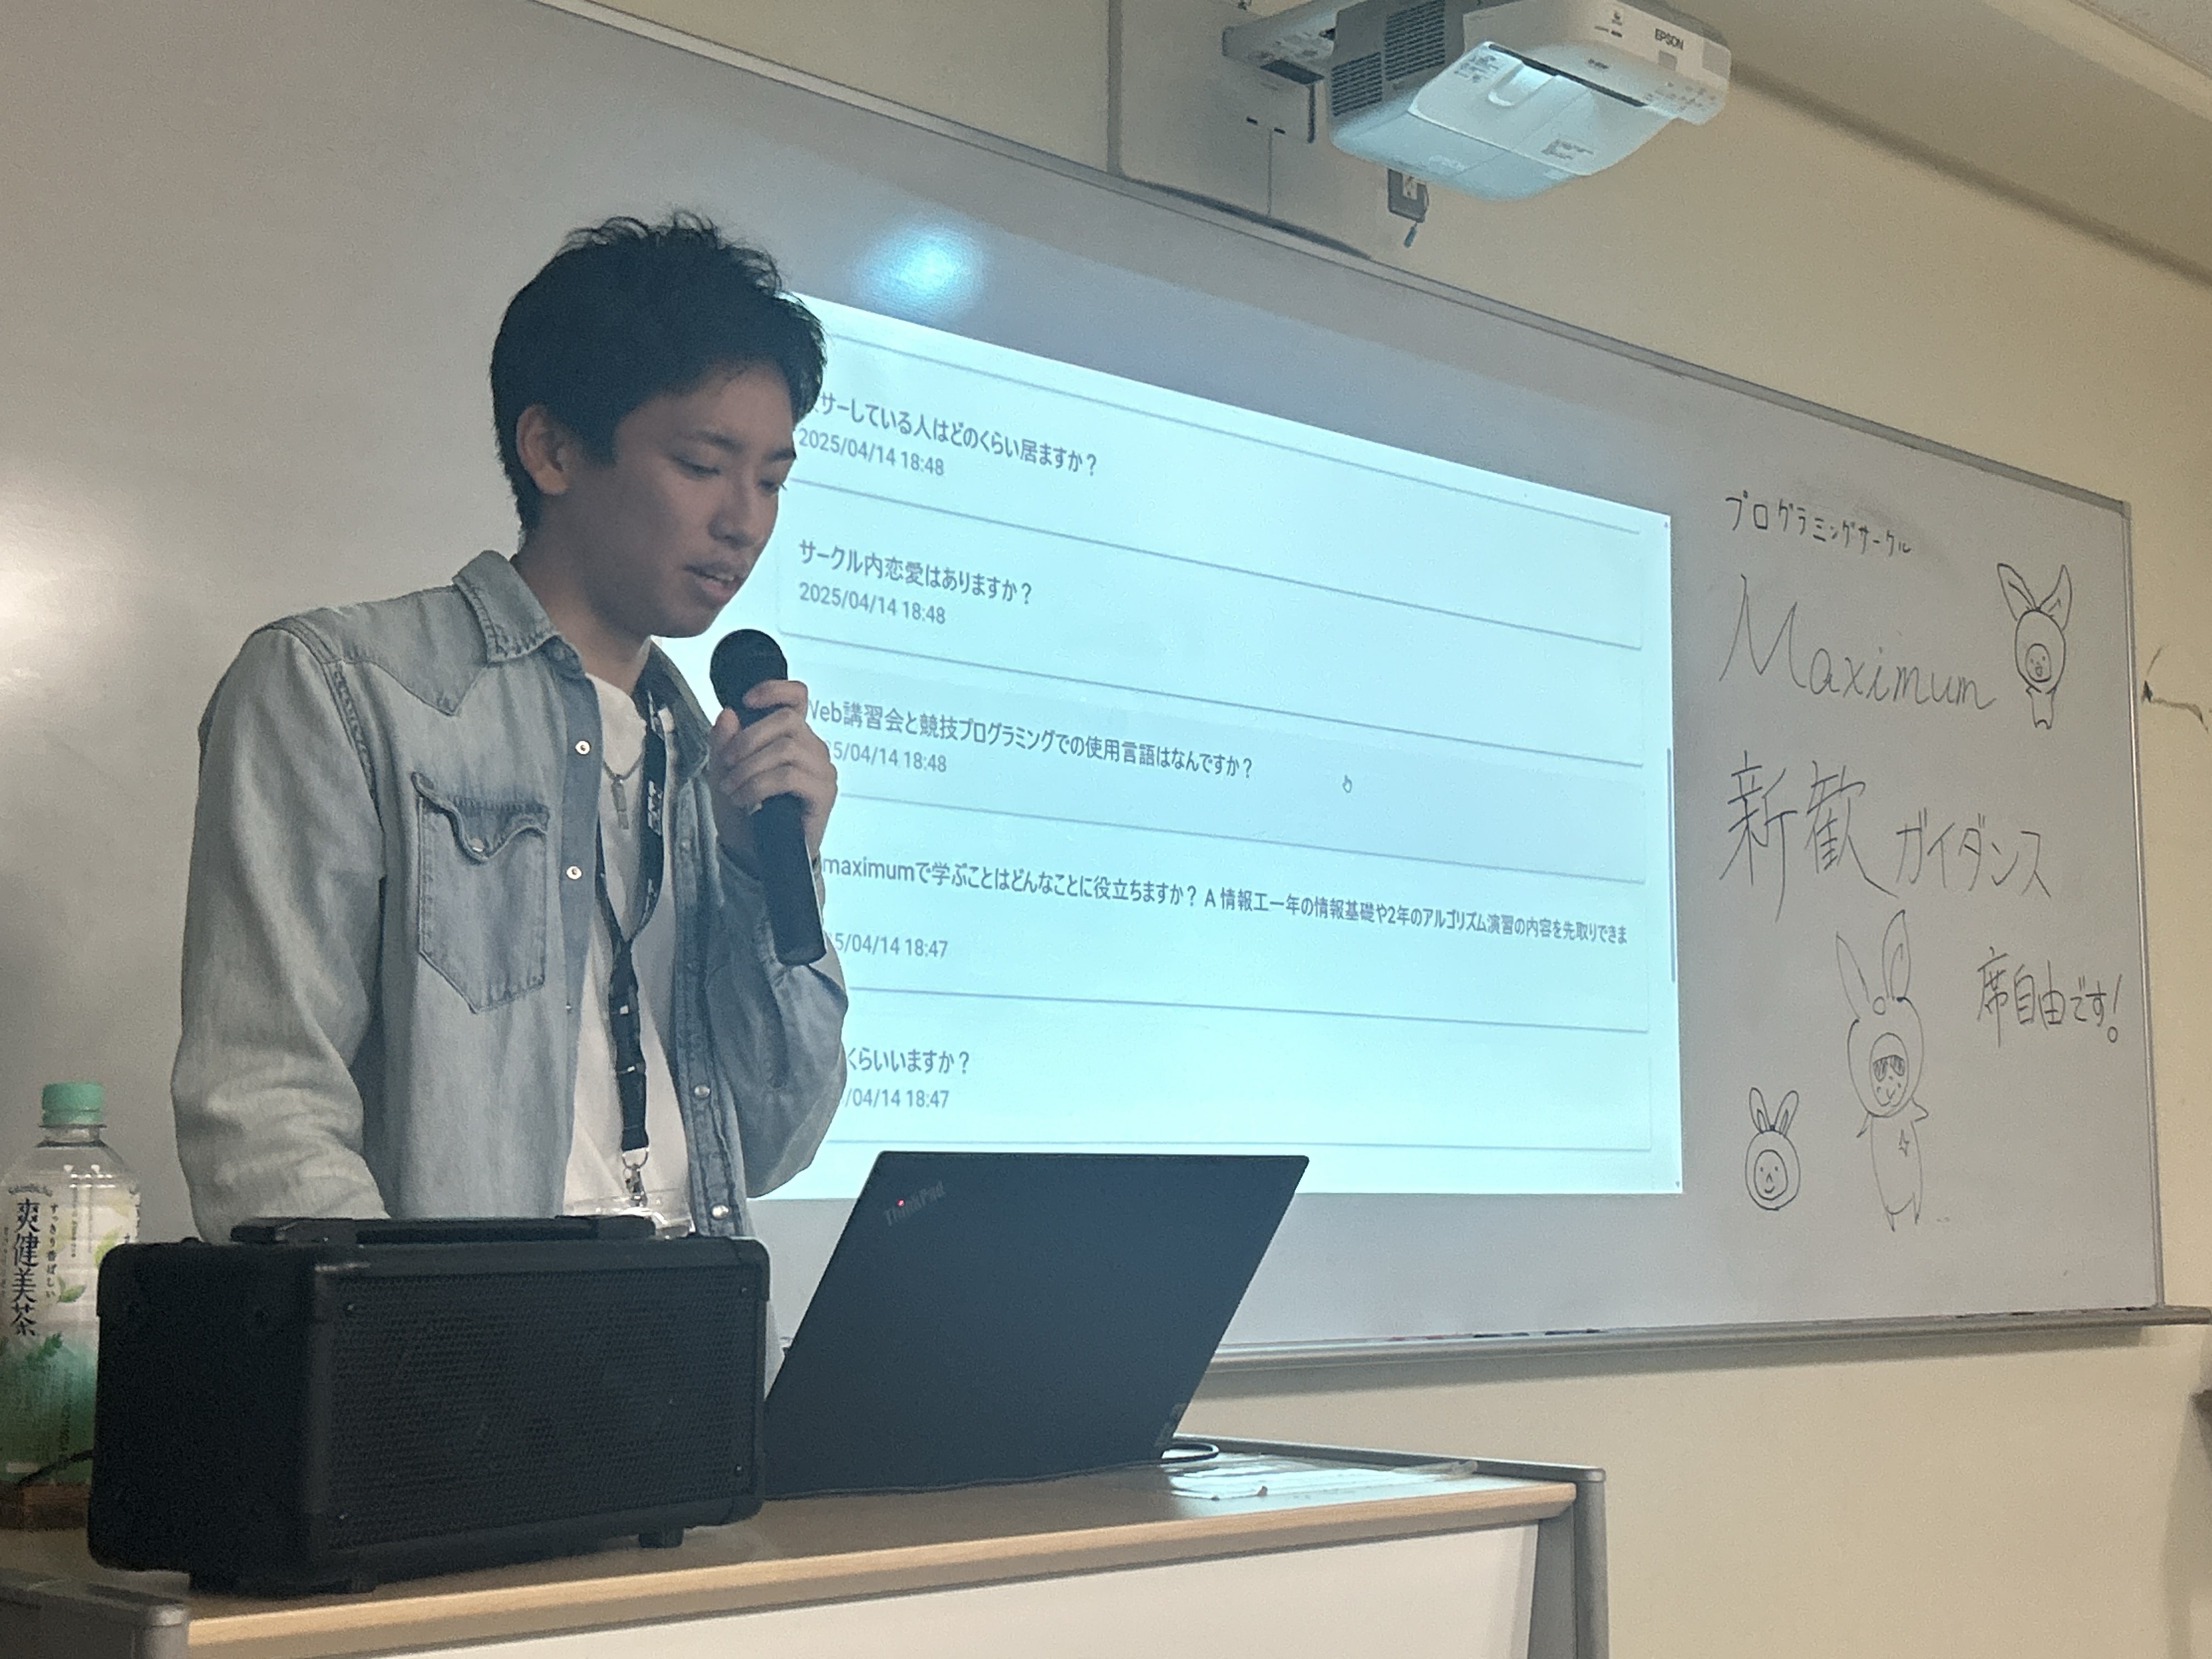 EPSON
サーしている人はどのくらい居ますか？
2025/04/14 18:48
サークル内恋愛はありますか？
2025/04/14 18:48
Web講習会と競技プログラミングでの使用言語はなんですか？
5/04/14 18:48
maximumで学ぶことはどんなことに役立ちますか？ A 情報工一年の情報基礎や2年のアルゴリズム演習の内容を先取りできま
5/04/14 18:47
くらいいますか？
/04/14 18:47
プログラミングサークル
Maximum
新歓 ガイダンス
席自由です!
ThinkPad
爽健美茶
すっきり香ばしい